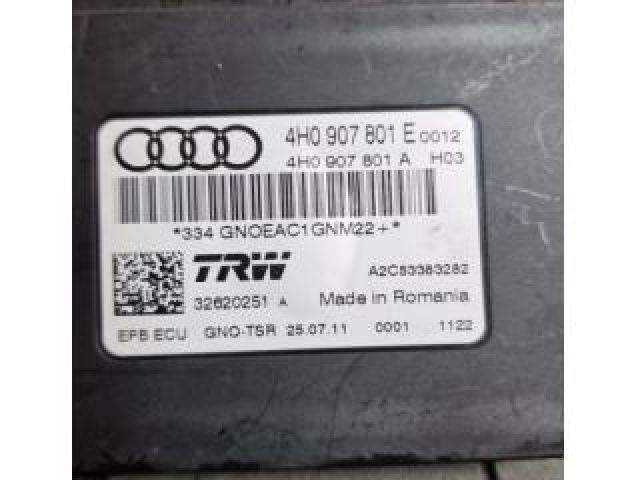 4H0 907 801 E 0012
4H0 907 801 A H03
*334 GNOEAC1GNM22+*
TRW A2C53383282
32620251 A Made in Romania
EPB ECU GNO-TSR 25.07.11 0001 1122